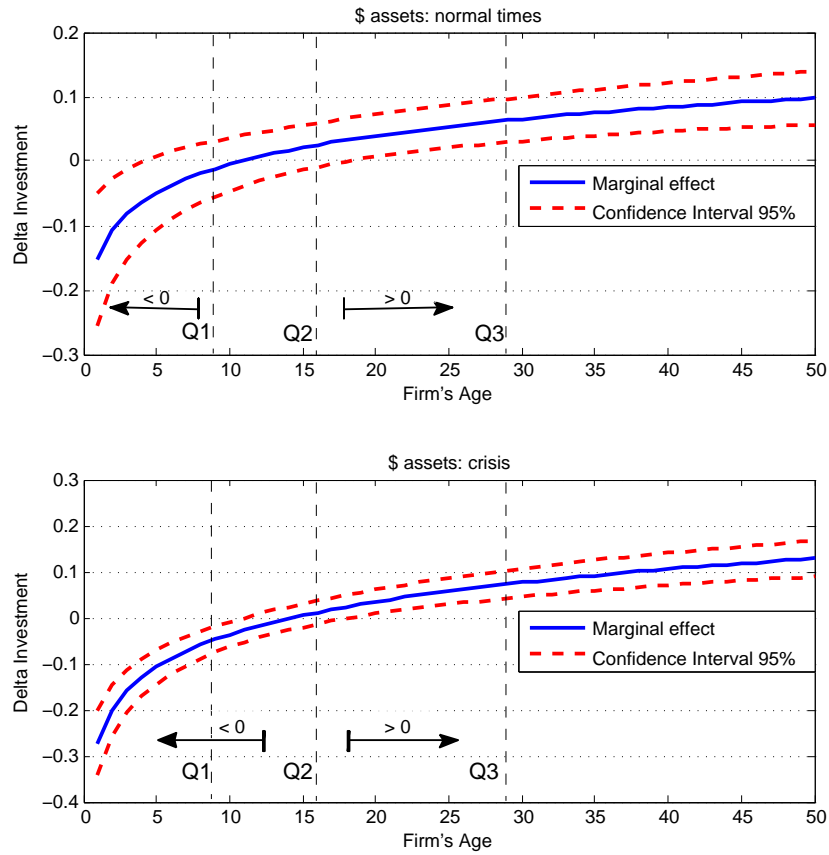 $ assets: normal times
0.2
0.1
0
−0.1
−0.2
−0.3
Delta Investment
Marginal effect
Confidence Interval 95%
< 0
> 0
Q1
Q2
Q3
0 5 10 15 20 25 30 35 40 45 50
Firm's Age
$ assets: crisis
0.3
0.2
0.1
0
−0.1
−0.2
−0.3
−0.4
Delta Investment
Marginal effect
Confidence Interval 95%
< 0
> 0
Q1
Q2
Q3
0 5 10 15 20 25 30 35 40 45 50
Firm's Age